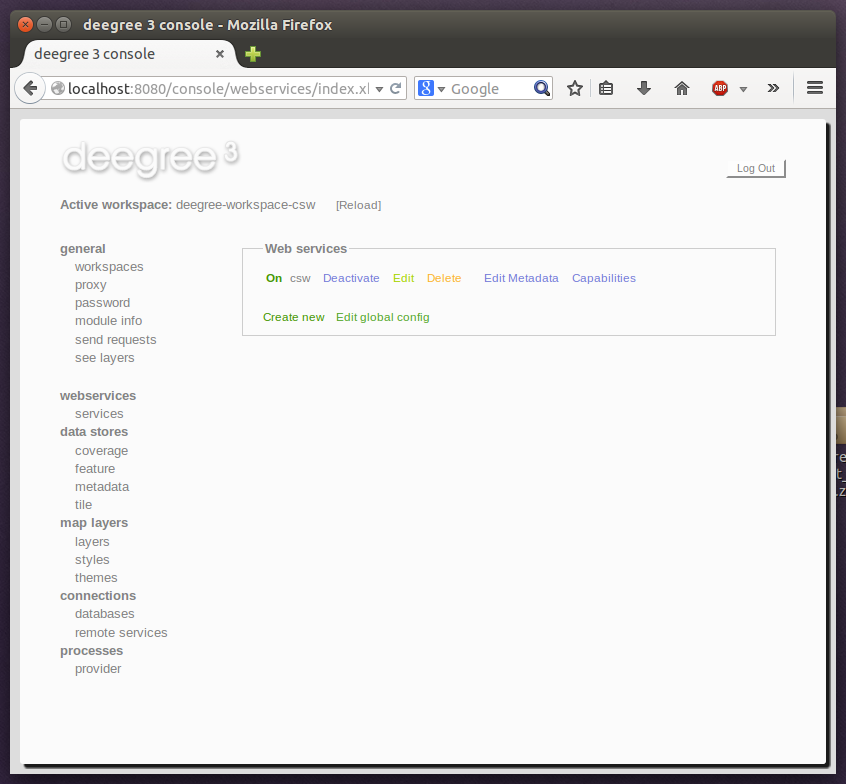 deegree 3 console - Mozilla Firefox
deegree 3 console
localhost:8080/console/webservices/index.xl
Google
ABP
deegree 3
Log Out
Active workspace: deegree-workspace-csw [Reload]
general
workspaces
proxy
password
module info
send requests
see layers
webservices
services
data stores
coverage
feature
metadata
tile
map layers
layers
styles
themes
connections
databases
remote services
processes
provider
Web services
On csw Deactivate Edit Delete Edit Metadata Capabilities
Create new Edit global config